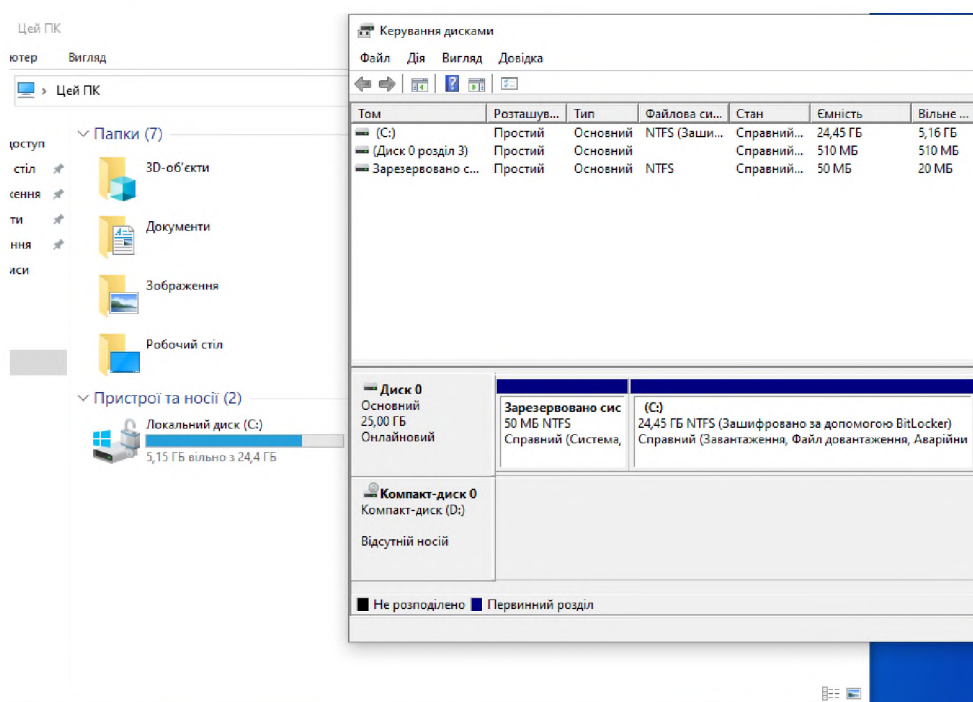 Цей ПК
ютер Вигляд
Цей ПК
доступ
стіл
ження
ти
ння
иси
Папки (7)
3D-об'єкти
Документи
Зображення
Робочий стіл
Пристрої та носії (2)
Локальний диск (C:)
5,15 ГБ вільно з 24,4 ГБ
Керування дисками
Файл Дія Вигляд Довідка
Том Розташув... Тип Файлова си... Стан Ємність Вільне ...
(C:) Простий Основний NTFS (Заши... Справний... 24,45 ГБ 5,16 ГБ
(Диск 0 розділ 3) Простий Основний Справний... 510 МБ 510 МБ
Зарезервовано с... Простий Основний NTFS Справний... 50 МБ 20 МБ
Диск 0
Основний
25,00 ГБ
Онлайновий
Зарезервовано сис
50 МБ NTFS
Справний (Система,
(C:)
24,45 ГБ NTFS (Зашифровано за допомогою BitLocker)
Справний (Завантаження, Файл довантаження, Аварійни
Компакт-диск 0
Компакт-диск (D:)
Відсутній носій
Не розподілено Первинний розділ